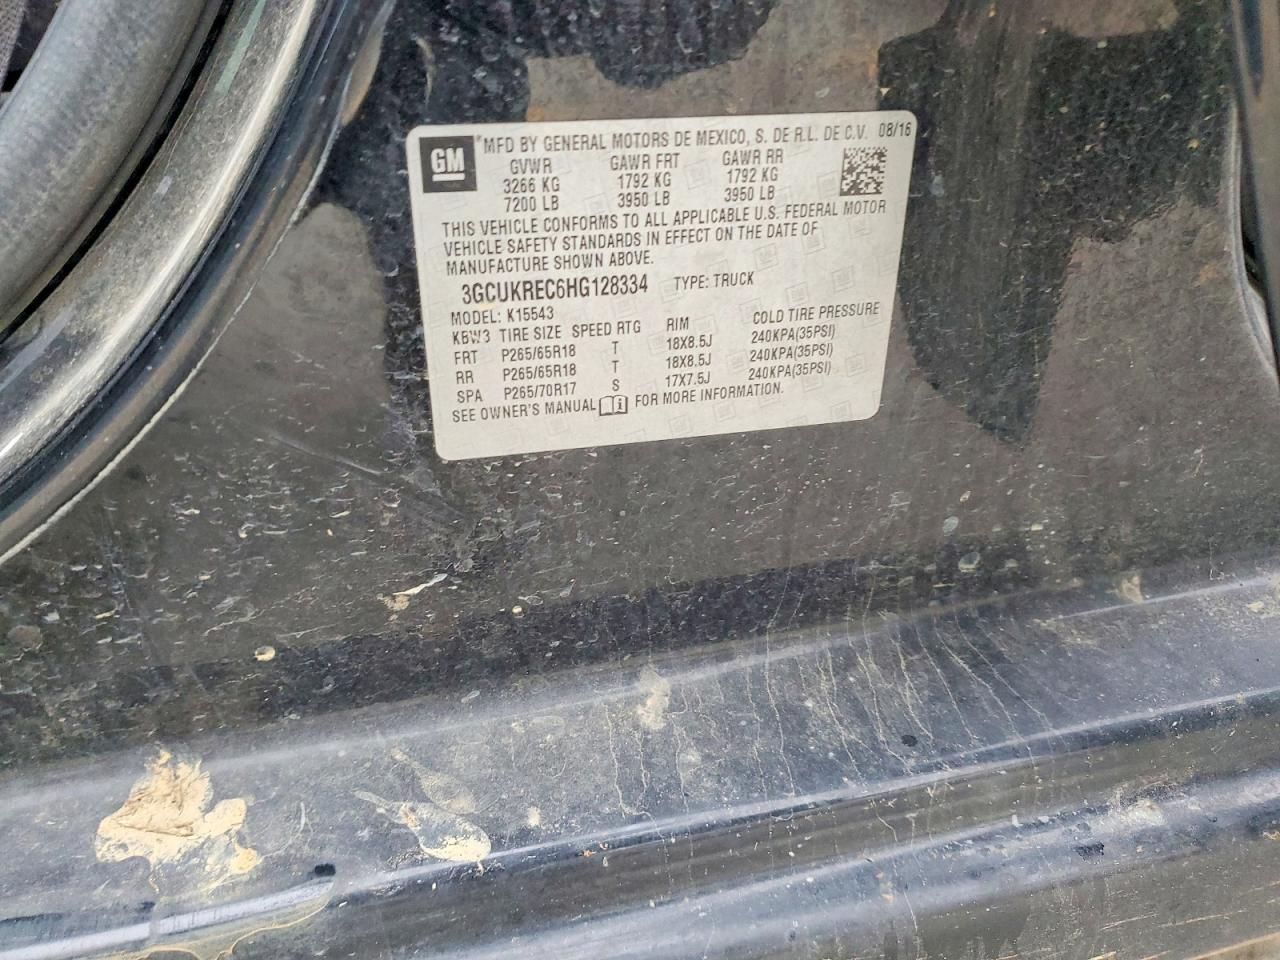 GM
®MFD BY GENERAL MOTORS DE MEXICO, S. DE R.L. DE C.V. 08/16
GVWR GAWR FRT GAWR RR
3266 KG 1792 KG 1792 KG
7200 LB 3950 LB 3950 LB
THIS VEHICLE CONFORMS TO ALL APPLICABLE U.S. FEDERAL MOTOR
VEHICLE SAFETY STANDARDS IN EFFECT ON THE DATE OF
MANUFACTURE SHOWN ABOVE.
3GCUKREC6HG128334 TYPE: TRUCK
MODEL: K15543
KBW3 TIRE SIZE SPEED RTG RIM COLD TIRE PRESSURE
FRT P265/65R18 T 18X8.5J 240KPA(35PSI)
RR P265/65R18 T 18X8.5J 240KPA(35PSI)
SPA P265/70R17 S 17X7.5J 240KPA(35PSI)
SEE OWNER'S MANUAL FOR MORE INFORMATION.